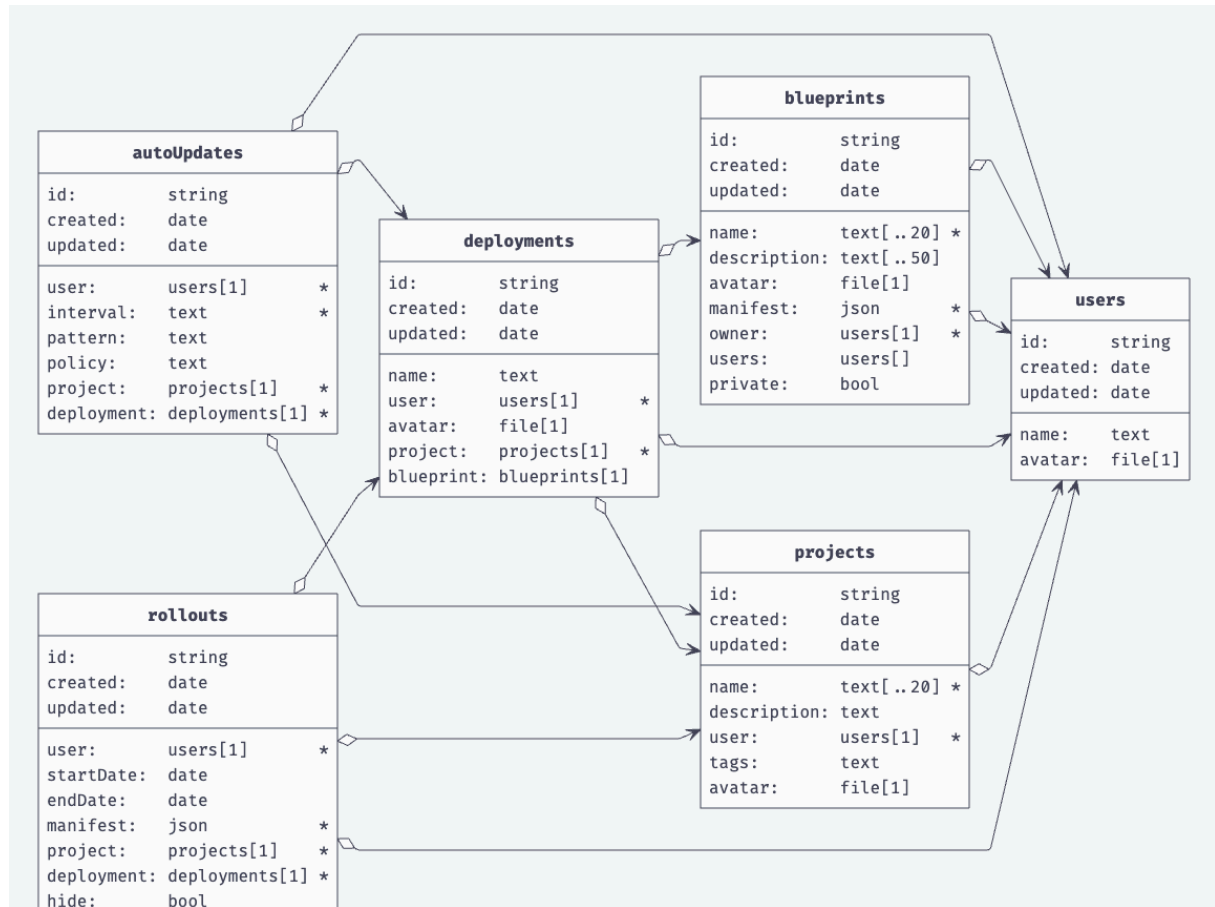 autoUpdates
id: string
created: date
updated: date
user: users[1] *
interval: text *
pattern: text
policy: text
project: projects[1] *
deployment: deployments[1] *
deployments
id: string
created: date
updated: date
name: text
user: users[1] *
avatar: file[1]
project: projects[1] *
blueprint: blueprints[1]
blueprints
id: string
created: date
updated: date
name: text[..20] *
description: text[..50]
avatar: file[1]
manifest: json *
owner: users[1] *
users: users[]
private: bool
users
id: string
created: date
updated: date
name: text
avatar: file[1]
rollouts
id: string
created: date
updated: date
user: users[1] *
startDate: date
endDate: date
manifest: json *
project: projects[1] *
deployment: deployments[1] *
hide: bool
projects
id: string
created: date
updated: date
name: text[..20] *
description: text
user: users[1] *
tags: text
avatar: file[1]